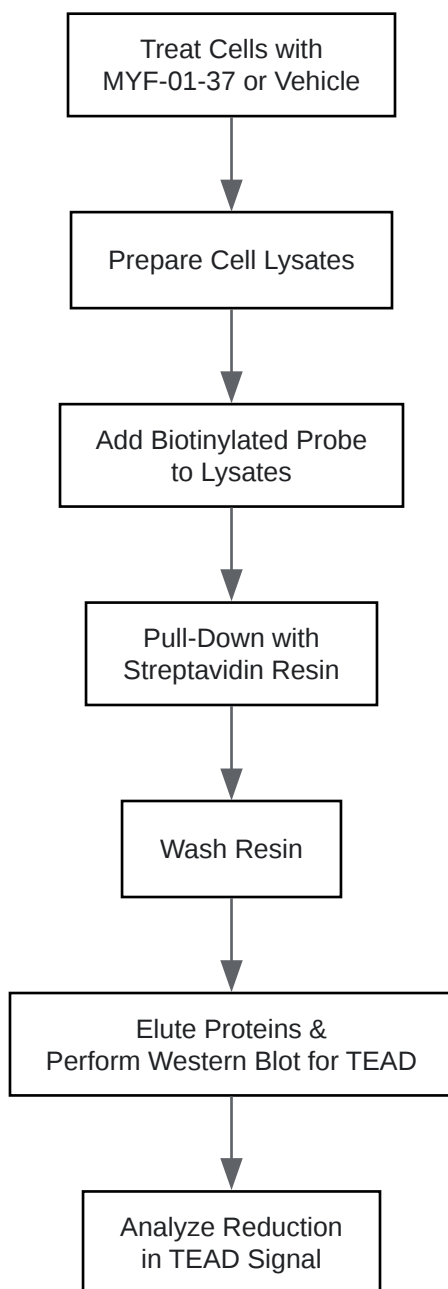 Treat Cells with
MYF-01-37 or Vehicle
Prepare Cell Lysates
Add Biotinylated Probe
to Lysates
Pull-Down with
Streptavidin Resin
Wash Resin
Elute Proteins &
Perform Western Blot for TEAD
Analyze Reduction
in TEAD Signal